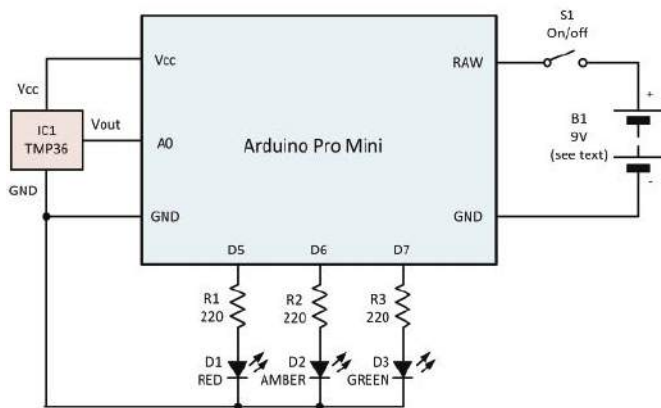 S1
On/off
Vcc
RAW
Vcc
+
IC1
TMP36
Vout
A0
Arduino Pro Mini
B1
9V
(see text)
GND
-
GND
GND
D5
D6
D7
R1
220
R2
220
R3
220
D1
RED
D2
AMBER
D3
GREEN